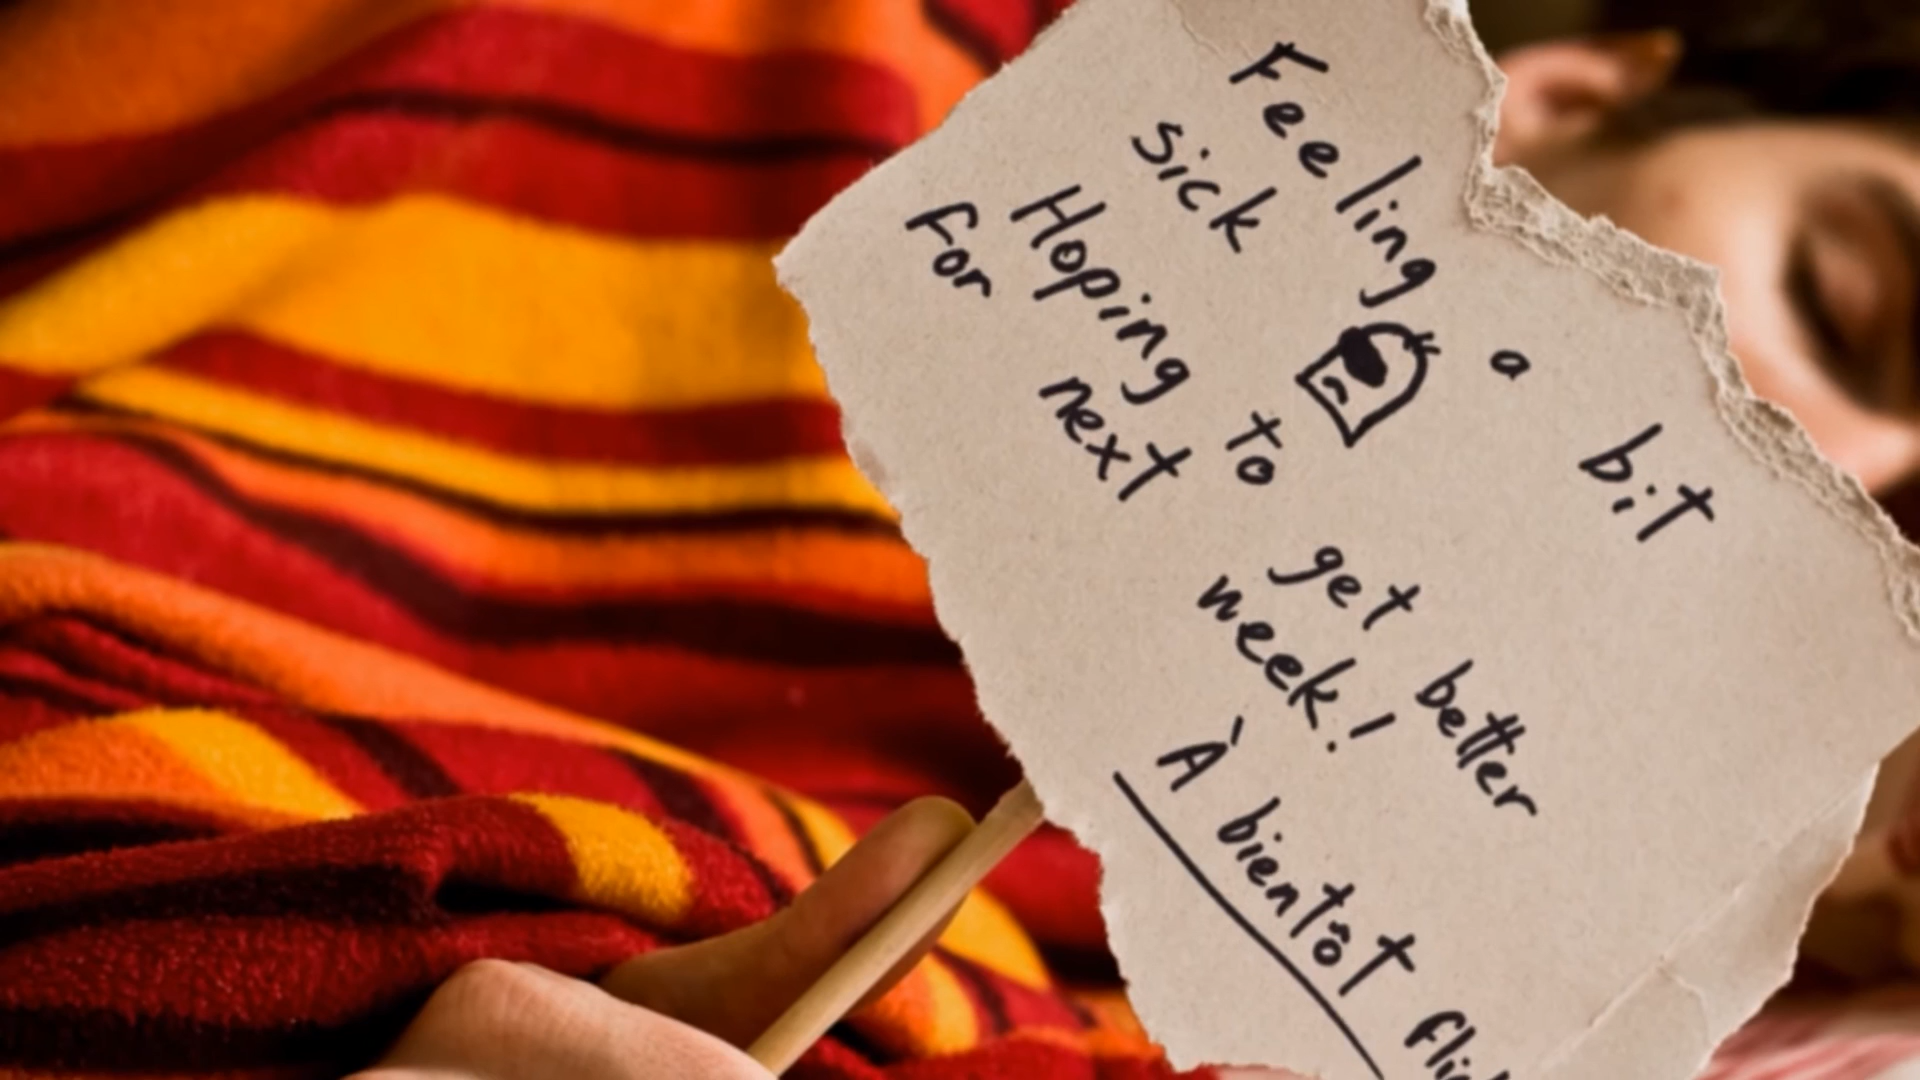 Feeling a bit
sick
Hoping to get better
For next week!
À bientôt